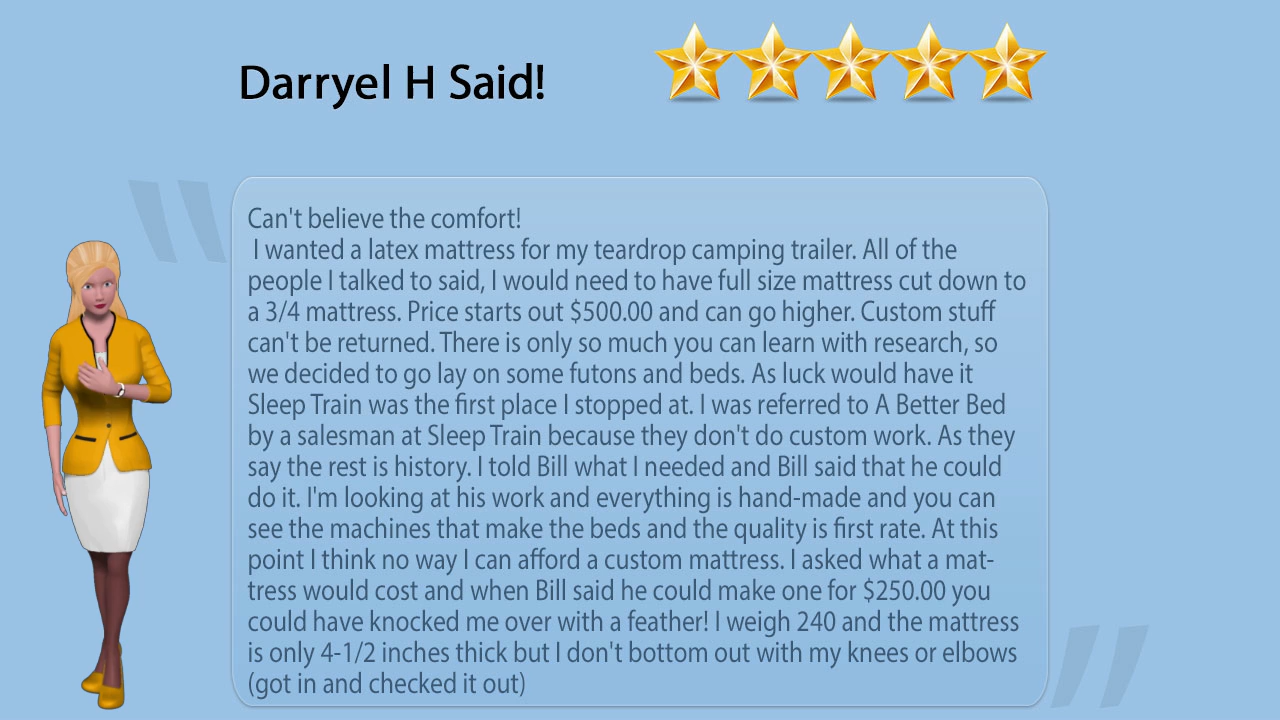 Darryel H Said!
Can't believe the comfort!
I wanted a latex mattress for my teardrop camping trailer. All of the
people I talked to said, I would need to have full size mattress cut down to
a 3/4 mattress. Price starts out $500.00 and can go higher. Custom stuff
can't be returned. There is only so much you can learn with research, so
we decided to go lay on some futons and beds. As luck would have it
Sleep Train was the first place I stopped at. I was referred to A Better Bed
by a salesman at Sleep Train because they don't do custom work. As they
say the rest is history. I told Bill what I needed and Bill said that he could
do it. I'm looking at his work and everything is hand-made and you can
see the machines that make the beds and the quality is first rate. At this
point I think no way I can afford a custom mattress. I asked what a mat-
tress would cost and when Bill said he could make one for $250.00 you
could have knocked me over with a feather! I weigh 240 and the mattress
is only 4-1/2 inches thick but I don't bottom out with my knees or elbows
(got in and checked it out)